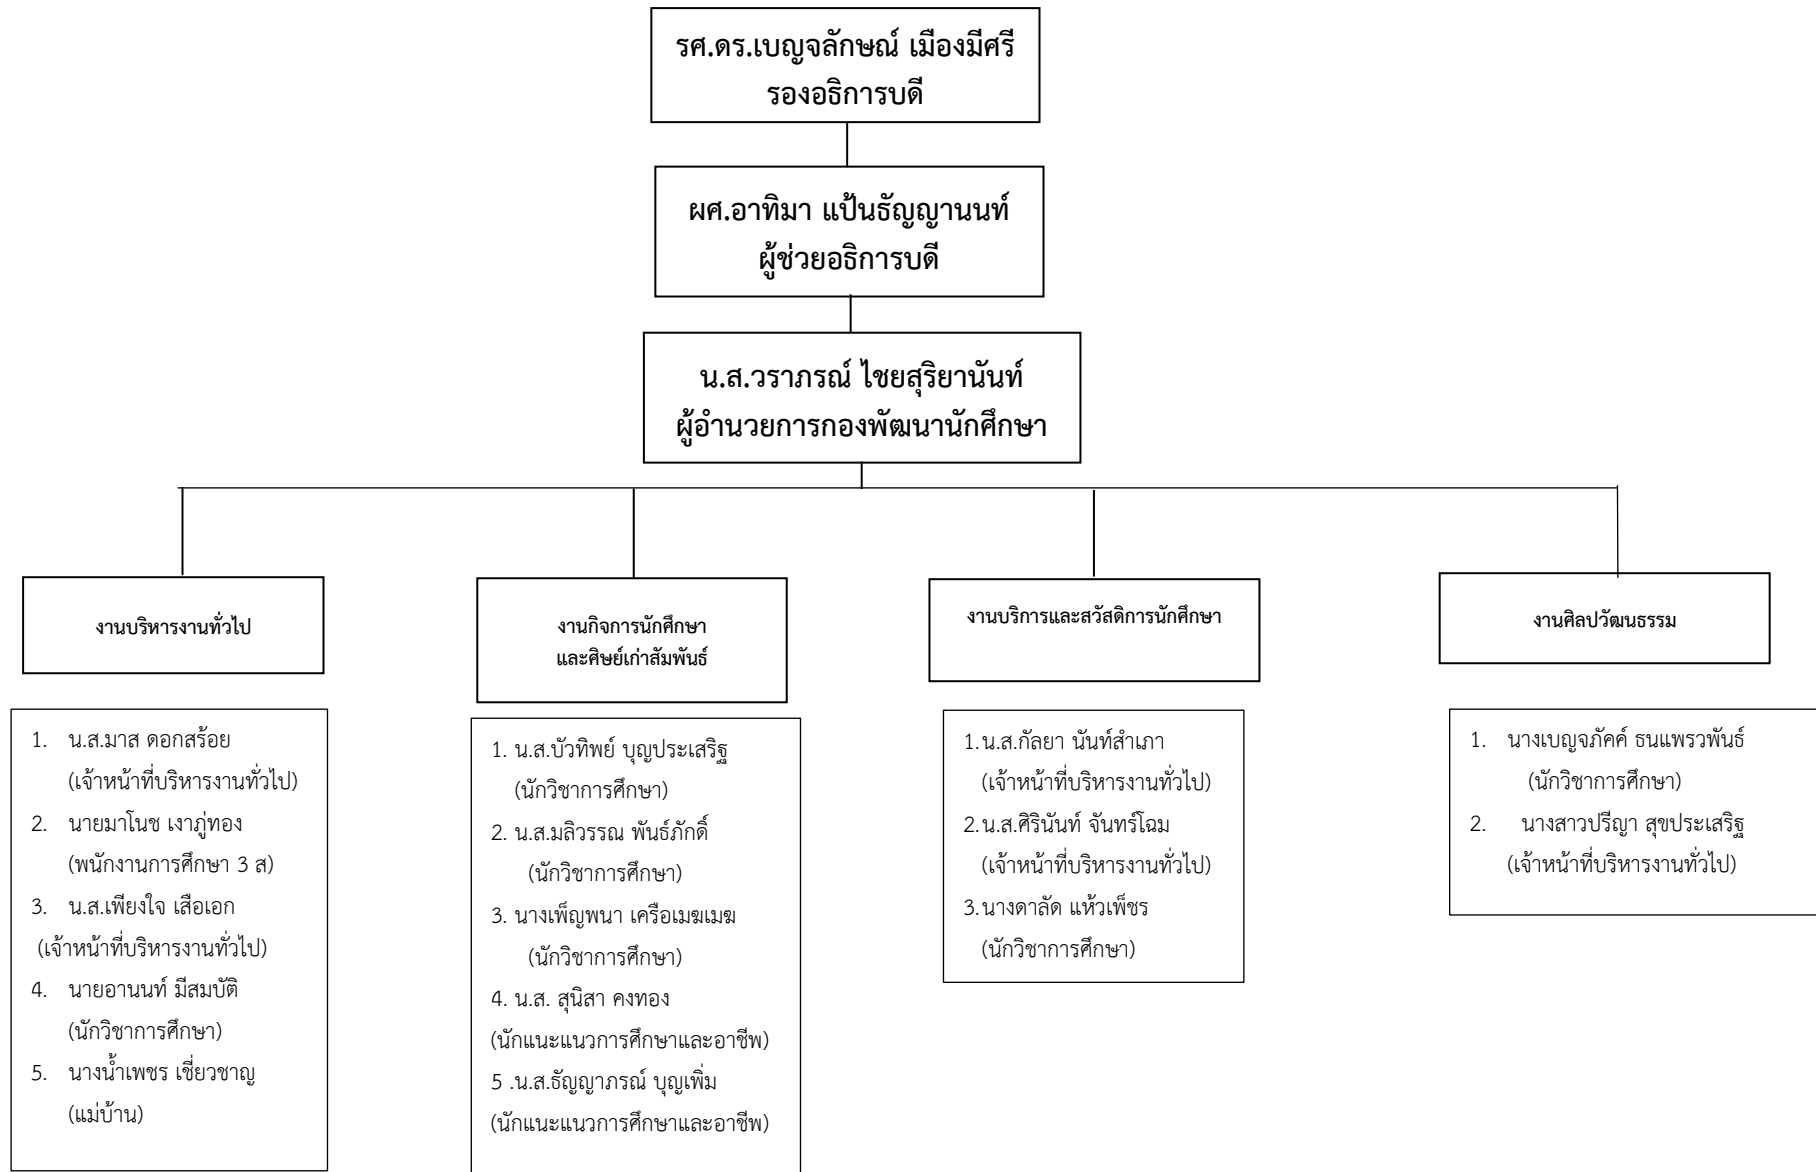 รศ.ดร.เบญจลักษณ์ เมืองมีศรี
รองอธิการบดี
ผศ.อาทิมา แป้นธัญญานนท์
ผู้ช่วยอธิการบดี
น.ส.วราภรณ์ ไชยสุริยานันท์
ผู้อำนวยการกองพัฒนานักศึกษา
งานบริหารงานทั่วไป
1. น.ส.มาส ดอกสร้อย
(เจ้าหน้าที่บริหารงานทั่วไป)
2. นายมาโนช เงาภู่ทอง
(พนักงานการศึกษา 3 ส)
3. น.ส.เพียงใจ เสือเอก
(เจ้าหน้าที่บริหารงานทั่วไป)
4. นายอานนท์ มีสมบัติ
(นักวิชาการศึกษา)
5. นางน้ำเพชร เชี่ยวชาญ
(แม่บ้าน)
งานกิจการนักศึกษา
และศิษย์เก่าสัมพันธ์
1. น.ส.บัวทิพย์ บุญประเสริฐ
(นักวิชาการศึกษา)
2. น.ส.มลิวรรณ พันธ์ภักดิ์
(นักวิชาการศึกษา)
3. นางเพ็ญพนา เครือเมฆเมฆ
(นักวิชาการศึกษา)
4. น.ส. สุนิสา คงทอง
(นักแนะแนวการศึกษาและอาชีพ)
5 .น.ส.ธัญญาภรณ์ บุญเพิ่ม
(นักแนะแนวการศึกษาและอาชีพ)
งานบริการและสวัสดิการนักศึกษา
1.น.ส.กัลยา นันท์สำเภา
(เจ้าหน้าที่บริหารงานทั่วไป)
2.น.ส.ศิรินันท์ จันทร์โฉม
(เจ้าหน้าที่บริหารงานทั่วไป)
3.นางดาลัด แห้วเพ็ชร
(นักวิชาการศึกษา)
งานศิลปวัฒนธรรม
1. นางเบญจภัคค์ ธนแพรวพันธ์
(นักวิชาการศึกษา)
2. นางสาวปรีญา สุขประเสริฐ
(เจ้าหน้าที่บริหารงานทั่วไป)